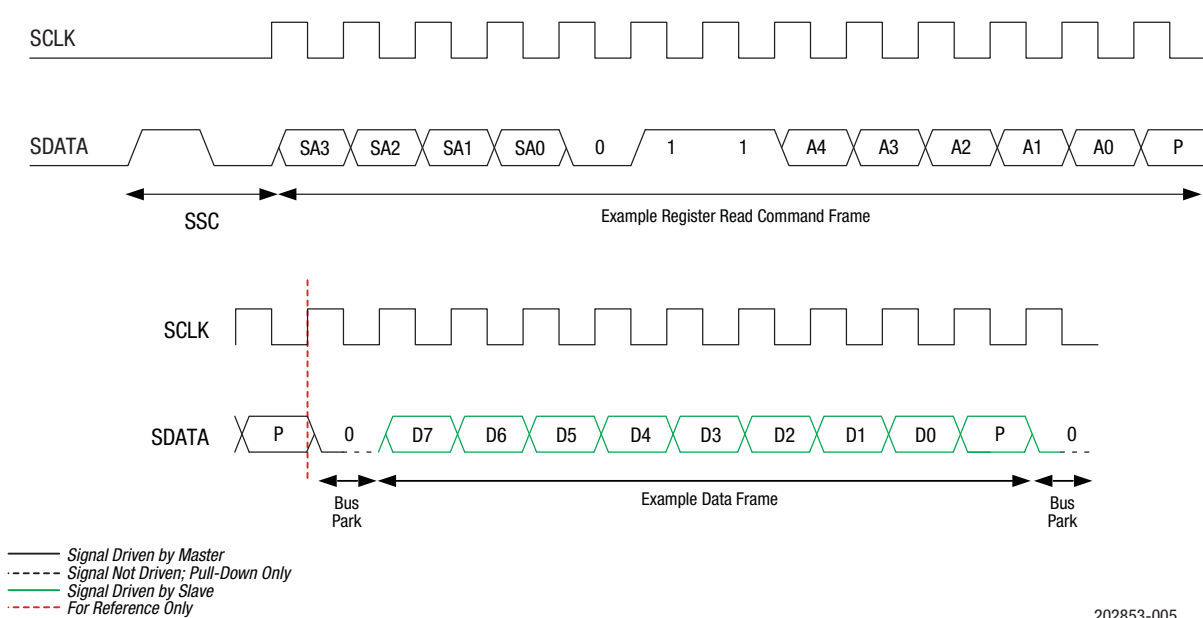 SCLK
SDATA SA3 SA2 SA1 SA0 0 1 1 A4 A3 A2 A1 A0 P
SSC
Example Register Read Command Frame
SCLK
SDATA P 0 D7 D6 D5 D4 D3 D2 D1 D0 P 0
Bus
Park
Example Data Frame
Bus
Park
Signal Driven by Master
Signal Not Driven; Pull-Down Only
Signal Driven by Slave
For Reference Only
202853-005